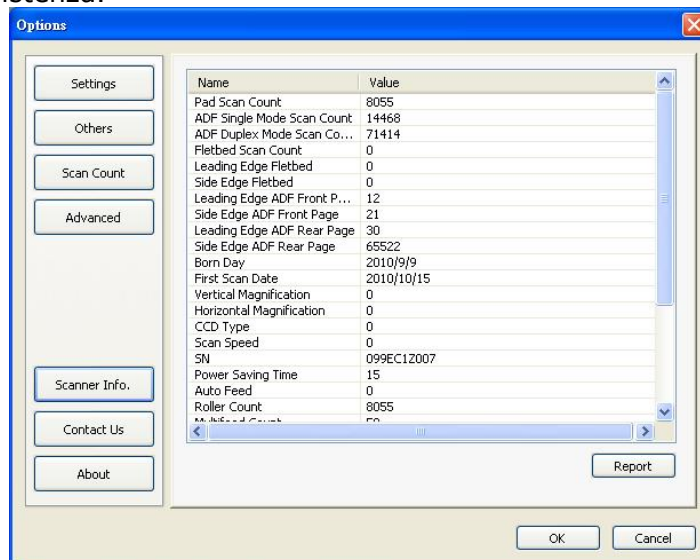 Options
Settings
Others
Scan Count
Advanced
Scanner Info.
Contact Us
About
Name Value
Pad Scan Count 8055
ADF Single Mode Scan Count 14468
ADF Duplex Mode Scan Co... 71414
Fletbed Scan Count 0
Leading Edge Fletbed 0
Side Edge Fletbed 0
Leading Edge ADF Front P... 12
Side Edge ADF Front Page 21
Leading Edge ADF Rear Page 30
Side Edge ADF Rear Page 65522
Born Day 2010/9/9
First Scan Date 2010/10/15
Vertical Magnification 0
Horizontal Magnification 0
CCD Type 0
Scan Speed 0
SN 099EC1Z007
Power Saving Time 15
Auto Feed 0
Roller Count 8055
Report
OK Cancel